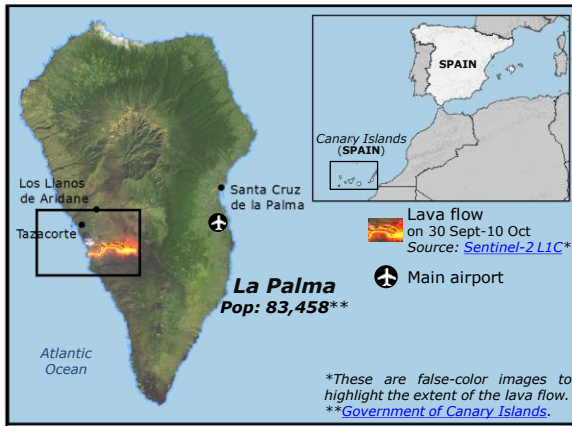 SPAIN
Canary Islands
(SPAIN)
Los Llanos
de Aridane
Tazacorte
Santa Cruz
de la Palma
Lava flow
on 30 Sept-10 Oct
Source: Sentinel-2 L1C*
Main airport
La Palma
Pop: 83,458**
Atlantic
Ocean
*These are false-color images to
highlight the extent of the lava flow.
**Government of Canary Islands.